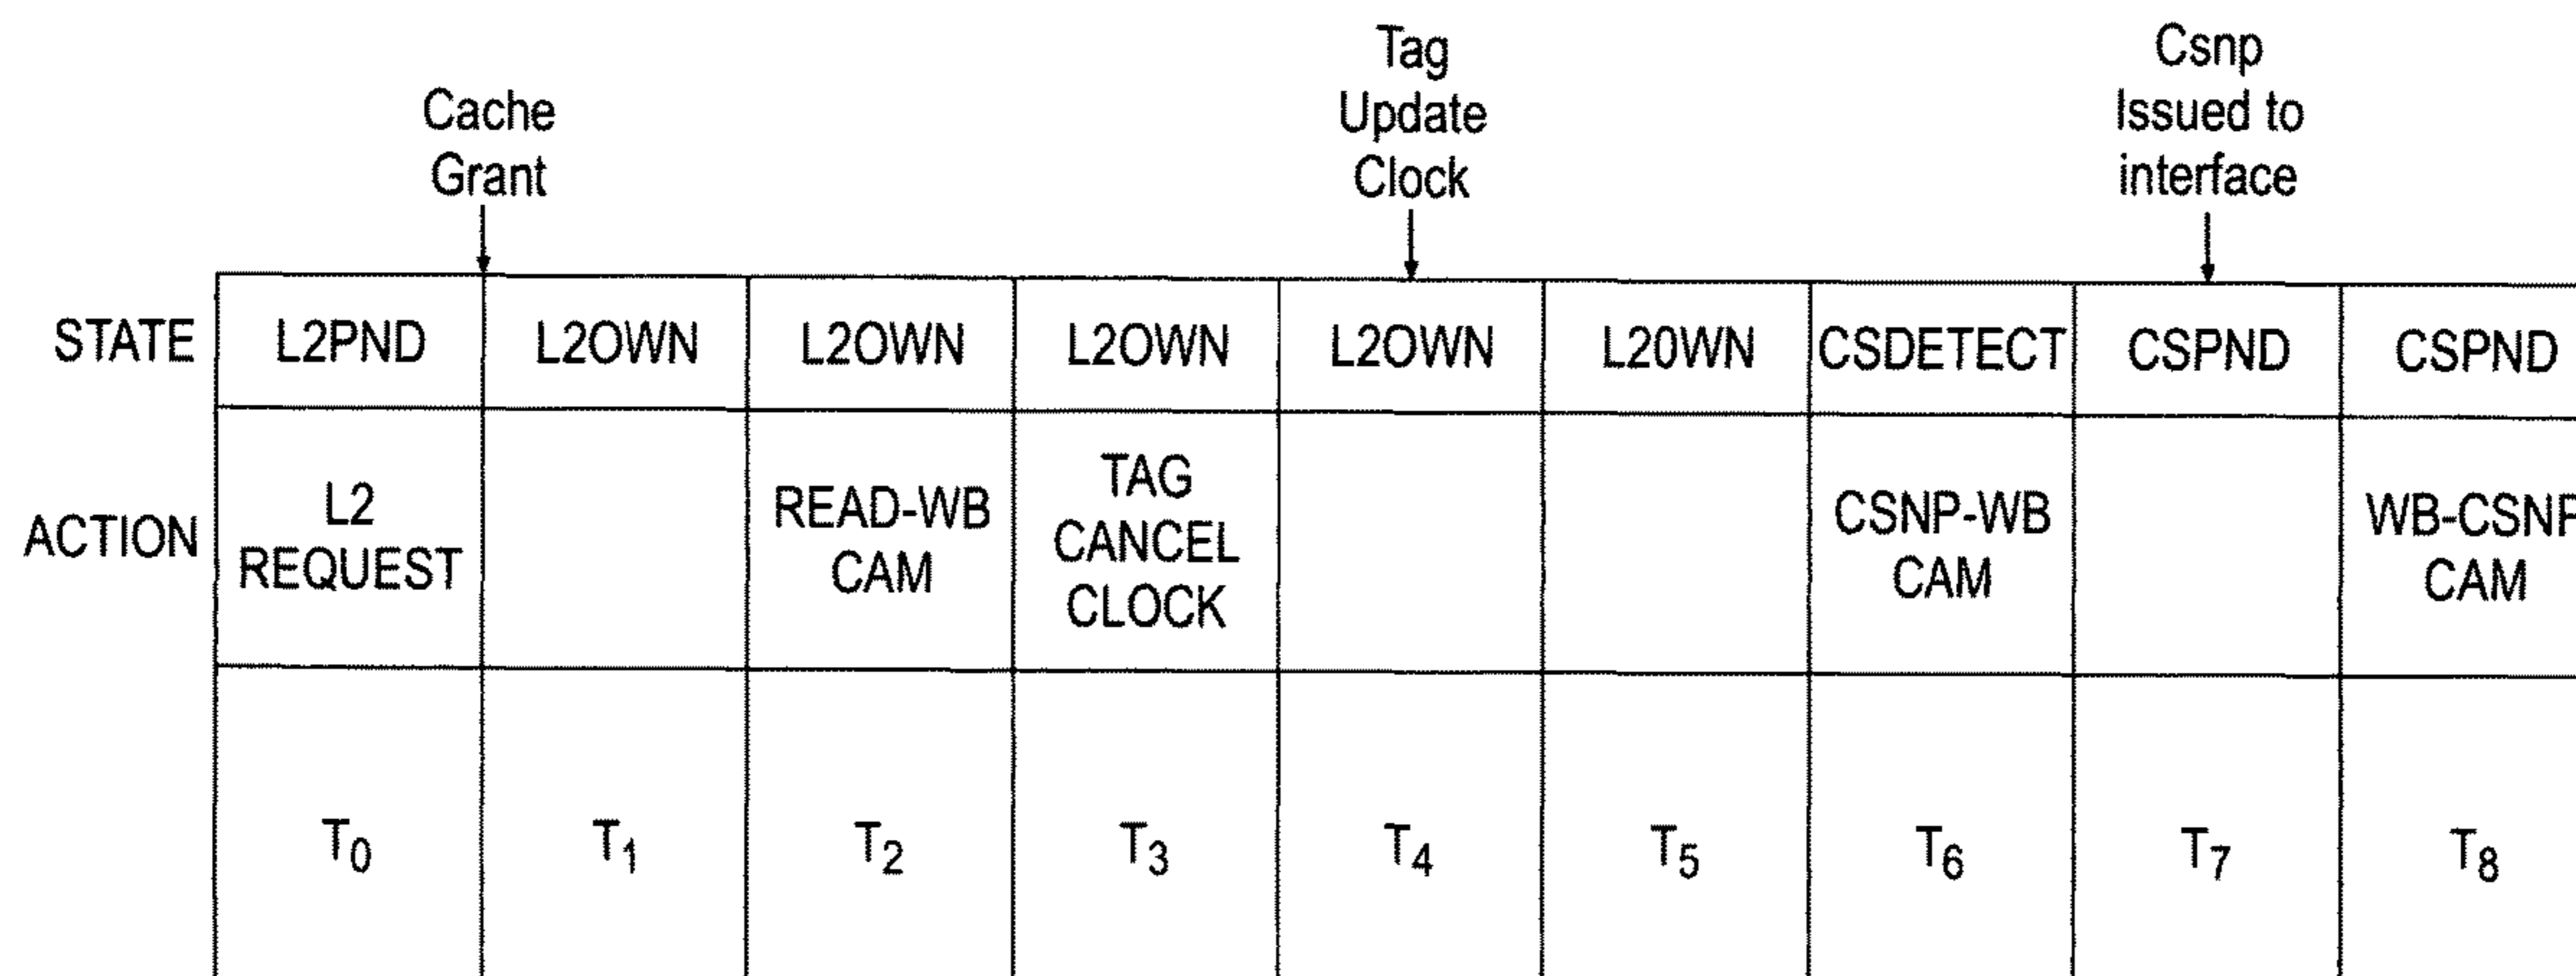 Cache
Grant
Tag
Update
Clock
Csnp
Issued to
interface
STATE L2PND L2OWN L2OWN L2OWN L2OWN L20WN CSDETECT CSPND CSPND
ACTION
L2
REQUEST
READ-WB
CAM
TAG
CANCEL
CLOCK
CSNP-WB
CAM
WB-CSNP
CAM
T0 T1 T2 T3 T4 T5 T6 T7 T8